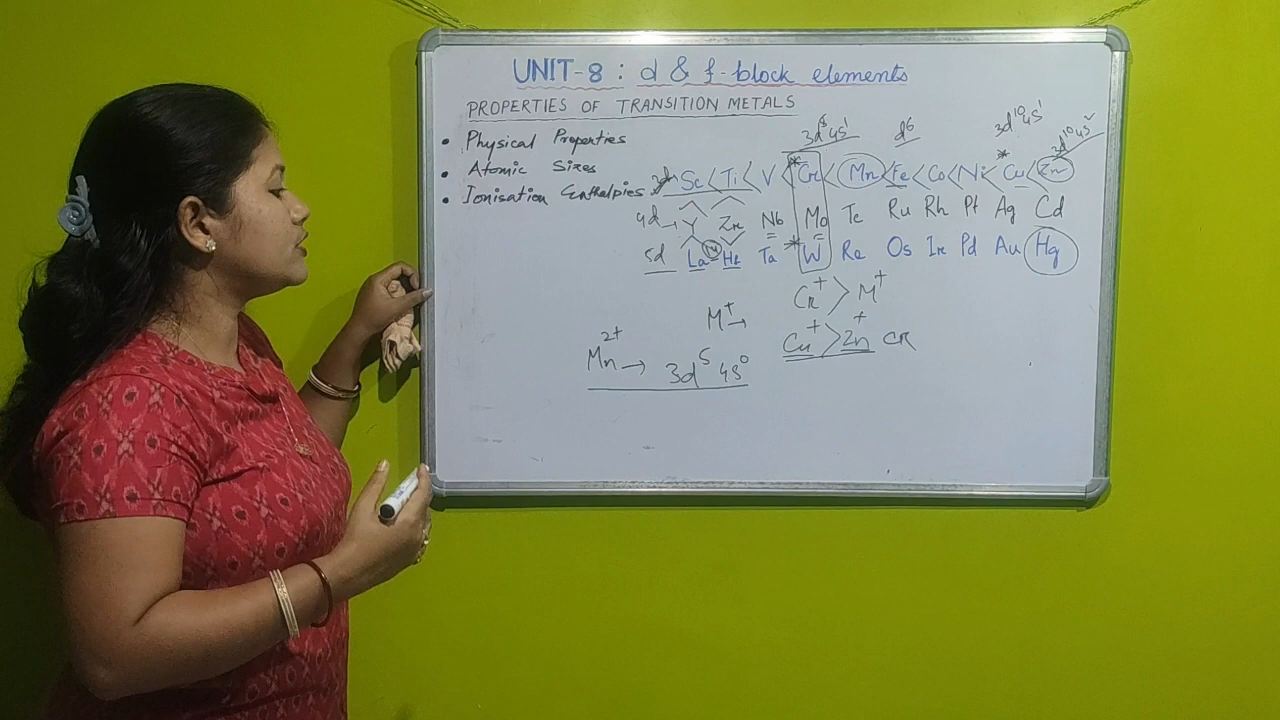 UNIT-8 : d & f-block elements
PROPERTIES OF TRANSITION METALS
• Physical Properties
• Atomic Sizes
• Ionisation Enthalpies
3d⁵4s¹ d⁶ 3d¹⁰4s¹ 3d¹⁰4s²
3d→ Sc < Ti < V < *Cr < Mn < Fe < Co < Ni < *Cu < Zn
4d→ Y Zr Nb Mo Tc Ru Rh Pt Ag Cd
5d La Hf Ta *W Re Os Ir Pd Au Hg
Cr⁺ > M⁺
M⁺→
Cu⁺ > Zn⁺ CR
Mn²⁺→ 3d⁵ 4s⁰